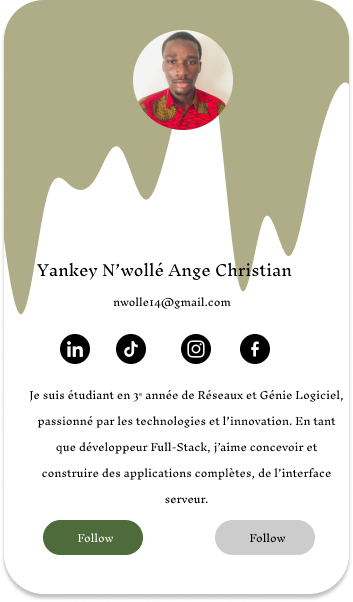 Yankey N’wollé Ange Christian
nwolle14@gmail.com
in
Je suis étudiant en 3ᵉ année de Réseaux et Génie Logiciel,
passionné par les technologies et l’innovation. En tant
que développeur Full-Stack, j’aime concevoir et
construire des applications complètes, de l’interface
serveur.
Follow Follow